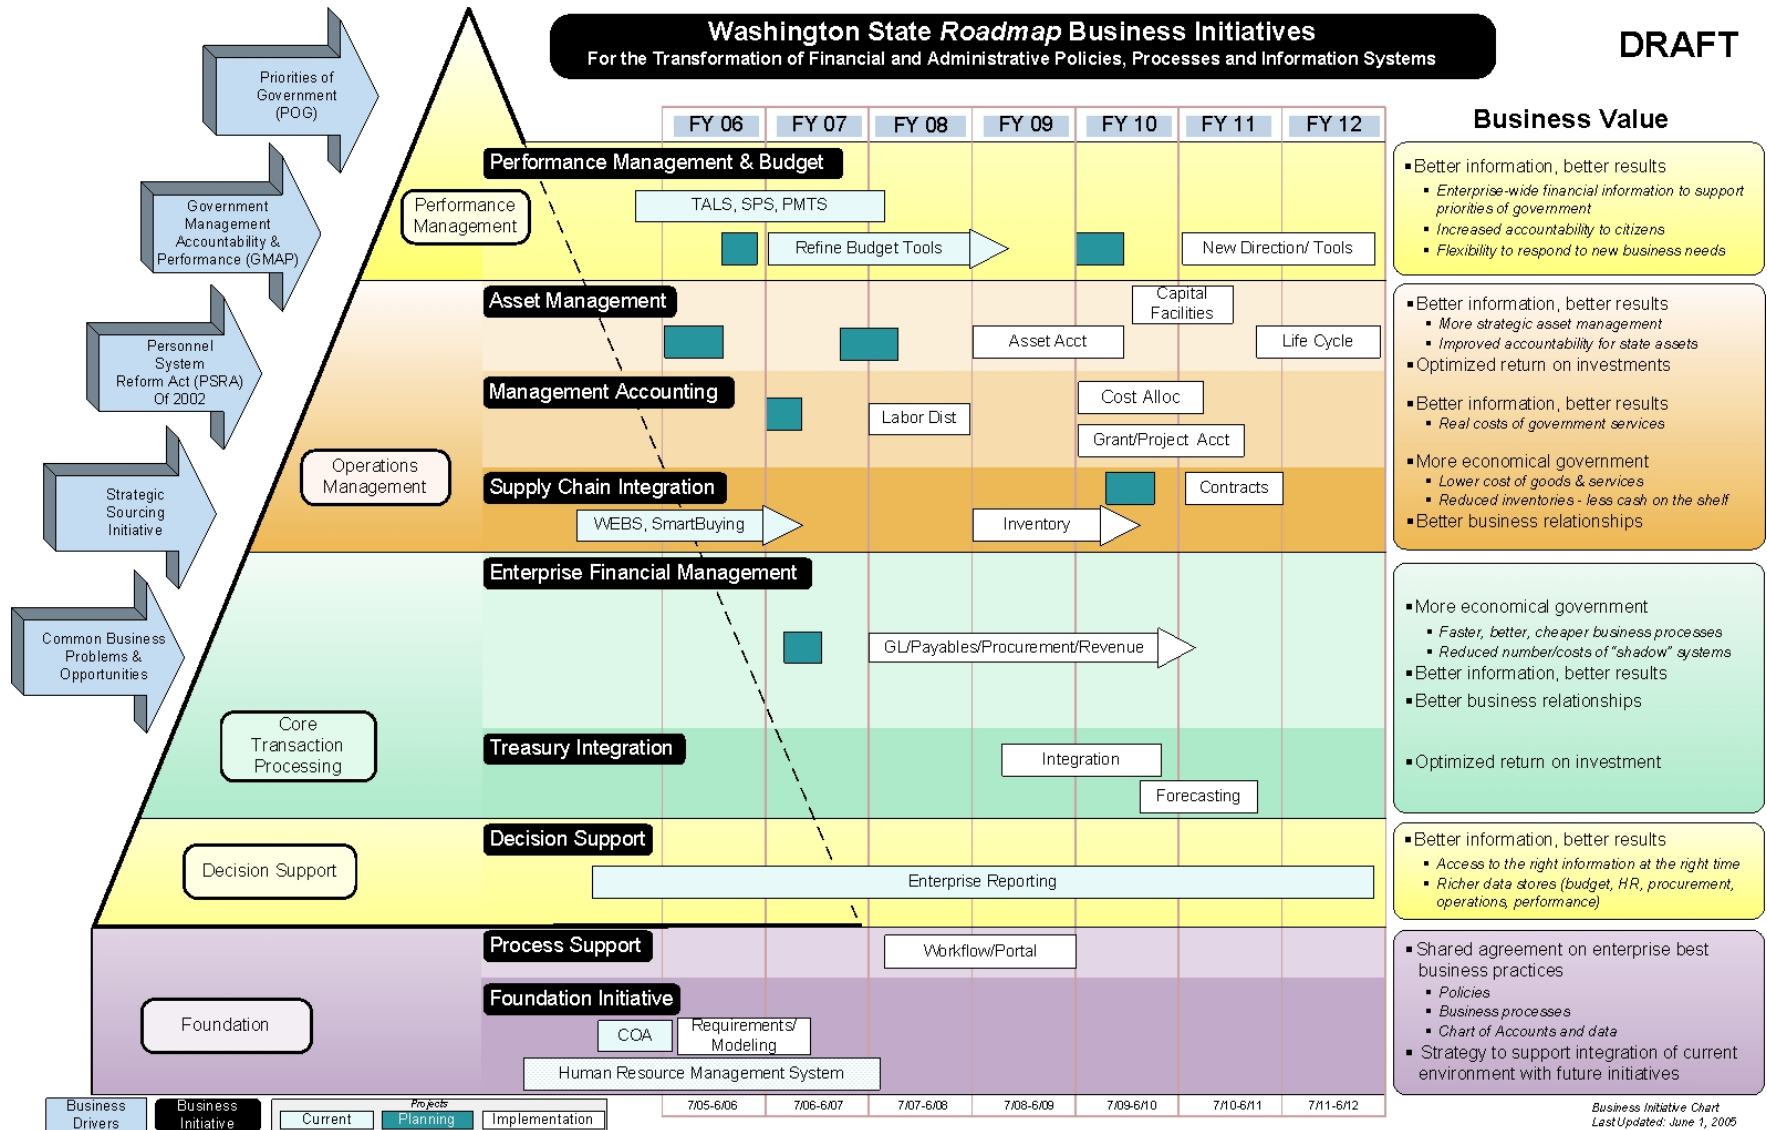 Washington State Roadmap Business Initiatives
For the Transformation of Financial and Administrative Policies, Processes and Information Systems
DRAFT
Priorities of
Government
(POG)
Government
Management
Accountability &
Performance (GMAP)
Personnel
System
Reform Act (PSRA)
Of 2002
Strategic
Sourcing
Initiative
Common Business
Problems &
Opportunities
FY 06
FY 07
FY 08
FY 09
FY 10
FY 11
FY 12
Business Value
Performance
Management
Performance Management & Budget
TALS, SPS, PMTS
Refine Budget Tools
New Direction/ Tools
▪Better information, better results
▪ Enterprise-wide financial information to support
priorities of government
▪ Increased accountability to citizens
▪ Flexibility to respond to new business needs
Operations
Management
Asset Management
Capital
Facilities
Asset Acct
Life Cycle
Management Accounting
Labor Dist
Cost Alloc
Grant/Project Acct
Supply Chain Integration
Contracts
WEBS, SmartBuying
Inventory
▪Better information, better results
▪ More strategic asset management
▪ Improved accountability for state assets
▪Optimized return on investments
▪Better information, better results
▪ Real costs of government services
▪More economical government
▪ Lower cost of goods & services
▪ Reduced inventories - less cash on the shelf
▪Better business relationships
Core
Transaction
Processing
Enterprise Financial Management
GL/Payables/Procurement/Revenue
Treasury Integration
Integration
Forecasting
▪More economical government
▪ Faster, better, cheaper business processes
▪ Reduced number/costs of “shadow” systems
▪Better information, better results
▪Better business relationships
▪Optimized return on investment
Decision Support
Decision Support
Enterprise Reporting
▪Better information, better results
▪ Access to the right information at the right time
▪ Richer data stores (budget, HR, procurement,
operations, performance)
Foundation
Process Support
Workflow/Portal
Foundation Initiative
COA
Requirements/
Modeling
Human Resource Management System
▪ Shared agreement on enterprise best
business practices
▪ Policies
▪ Business processes
▪ Chart of Accounts and data
▪ Strategy to support integration of current
environment with future initiatives
Business
Drivers
Business
Initiative
Projects
Current
Planning
Implementation
7/05-6/06
7/06-6/07
7/07-6/08
7/08-6/09
7/09-6/10
7/10-6/11
7/11-6/12
Business Initiative Chart
Last Updated: June 1, 2005